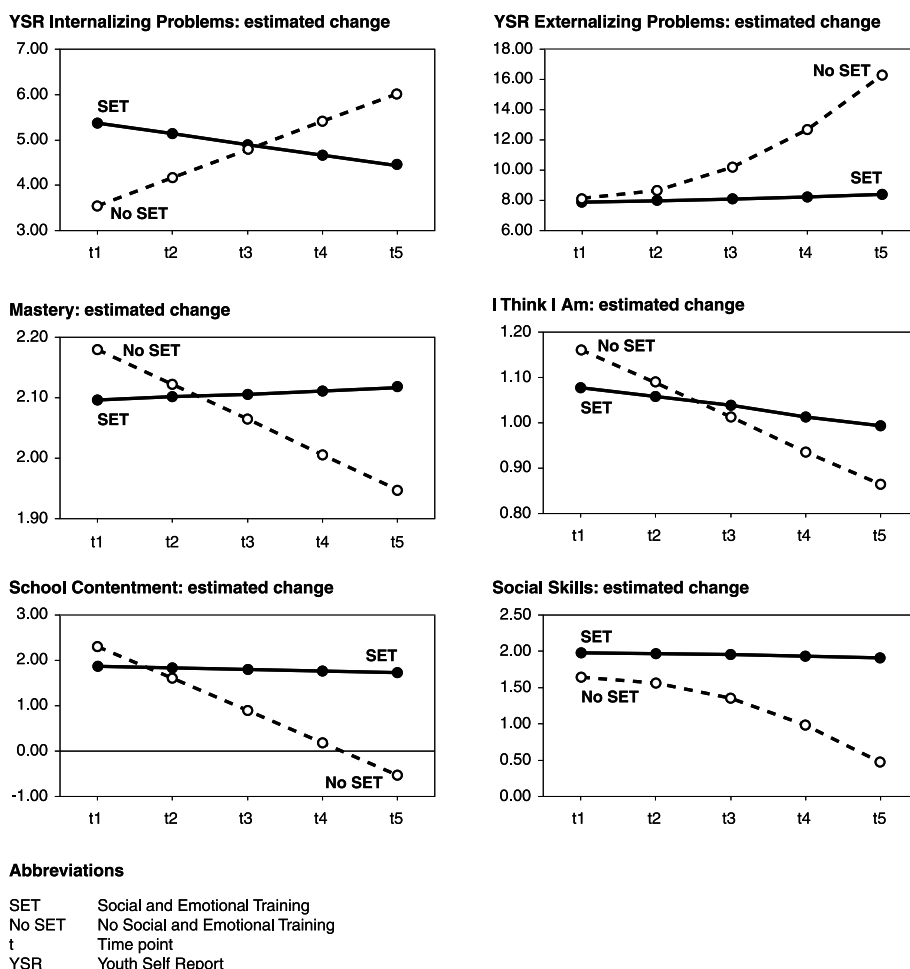 YSR Internalizing Problems: estimated change
7.00
6.00
5.00
4.00
3.00
SET
No SET
t1 t2 t3 t4 t5
YSR Externalizing Problems: estimated change
18.00
16.00
14.00
12.00
10.00
8.00
6.00
No SET
SET
t1 t2 t3 t4 t5
Mastery: estimated change
2.20
2.10
2.00
1.90
No SET
SET
t1 t2 t3 t4 t5
I Think I Am: estimated change
1.20
1.10
1.00
0.90
0.80
No SET
SET
t1 t2 t3 t4 t5
School Contentment: estimated change
3.00
2.00
1.00
0.00
-1.00
SET
No SET
t1 t2 t3 t4 t5
Social Skills: estimated change
2.50
2.00
1.50
1.00
0.50
0.00
SET
No SET
t1 t2 t3 t4 t5
Abbreviations
SET Social and Emotional Training
No SET No Social and Emotional Training
t Time point
YSR Youth Self Report